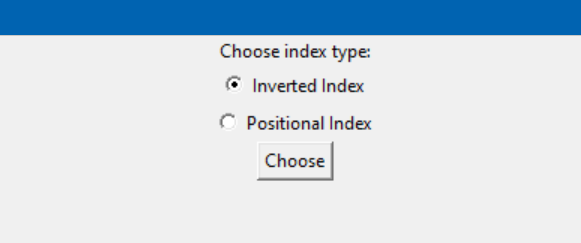 Choose index type:
Inverted Index
Positional Index
Choose